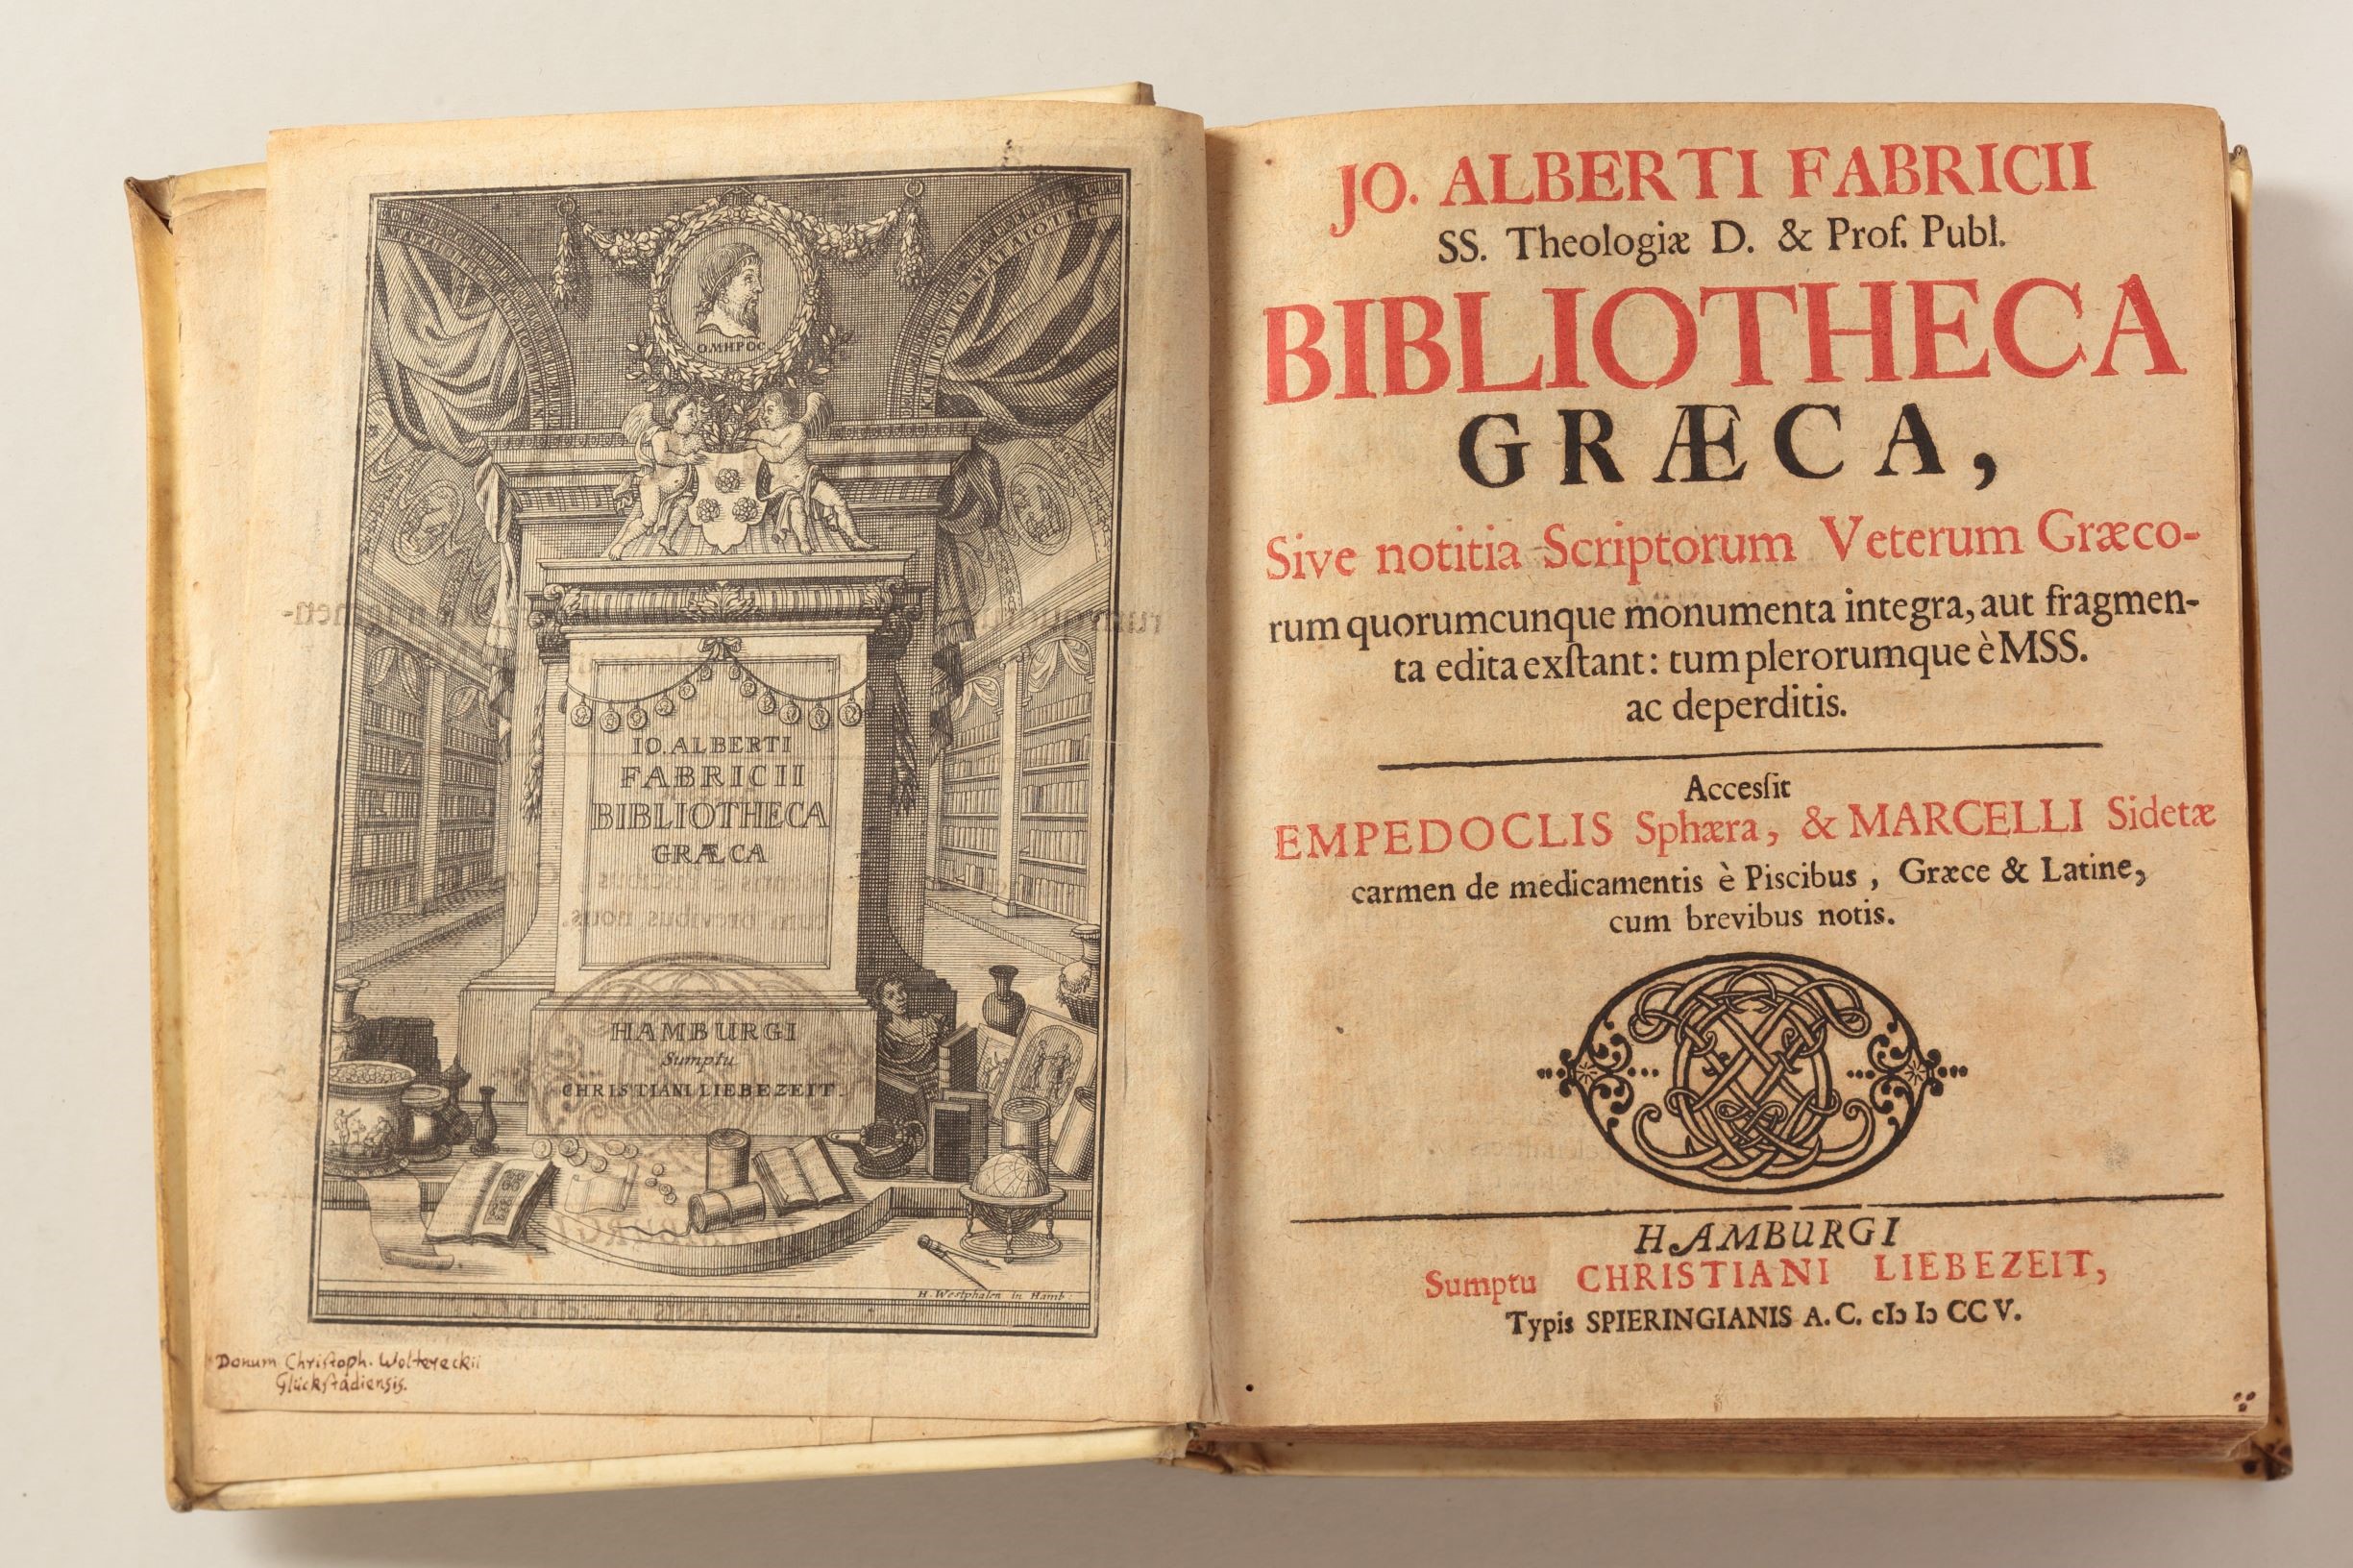 ΟΜΗΡΟC
IO. ALBERTI
FABRICII
BIBLIOTHECA
GRÆCA
HAMBURGI
Sumptu
CHRISTIANI LIEBEZEIT.
H. Westphalen in Hamb:
Donum Christoph. Woltereckii
Glückstadiensis.
JO. ALBERTI FABRICII
SS. Theologiæ D. & Prof. Publ.
BIBLIOTHECA
GRÆCA,
Sive notitia Scriptorum Veterum Græco-
rum quorumcunque monumenta integra, aut fragmen-
ta edita exſtant: tum plerorumque è MSS.
ac deperditis.
Accesſit
EMPEDOCLIS Sphæra, & MARCELLI Sidetæ
carmen de medicamentis è Piscibus, Græce & Latine,
cum brevibus notis.
HAMBURGI
Sumptu CHRISTIANI LIEBEZEIT,
Typis SPIERINGIANIS A. C. cIɔ Iɔ CC V.